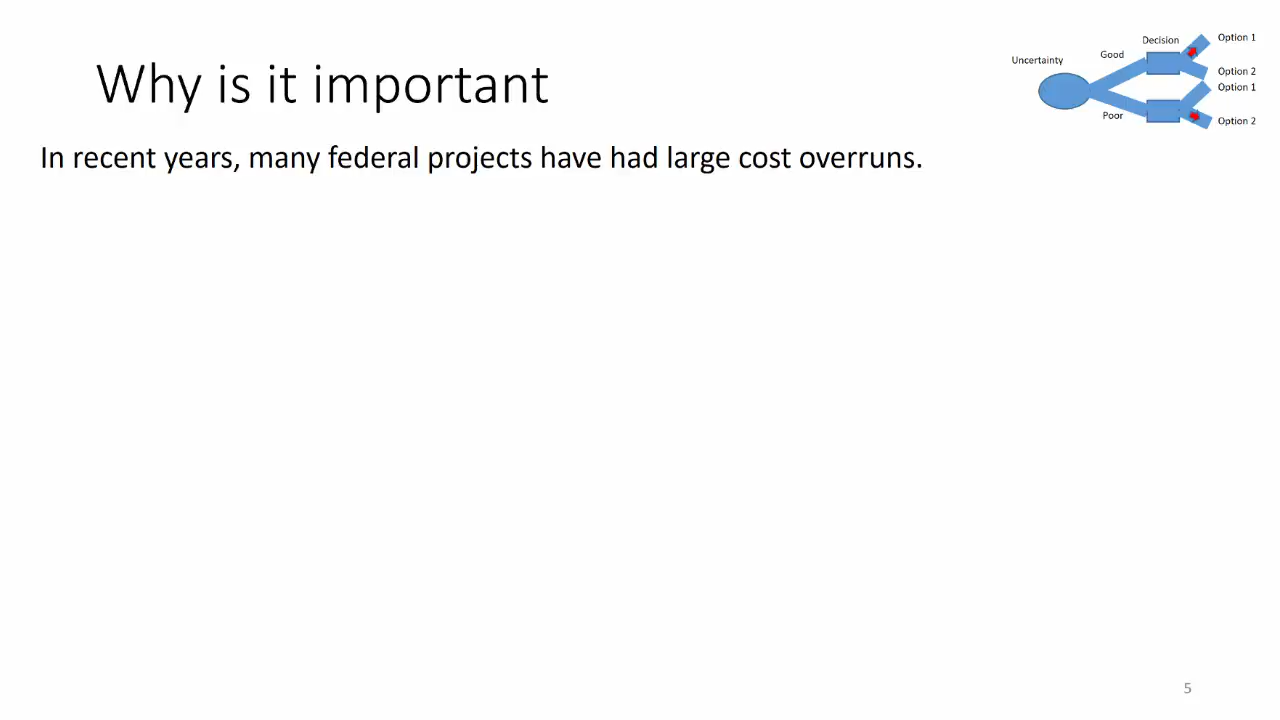 Why is it important
Uncertainty
Good
Poor
Decision
Option 1
Option 2
Option 1
Option 2
In recent years, many federal projects have had large cost overruns.
5